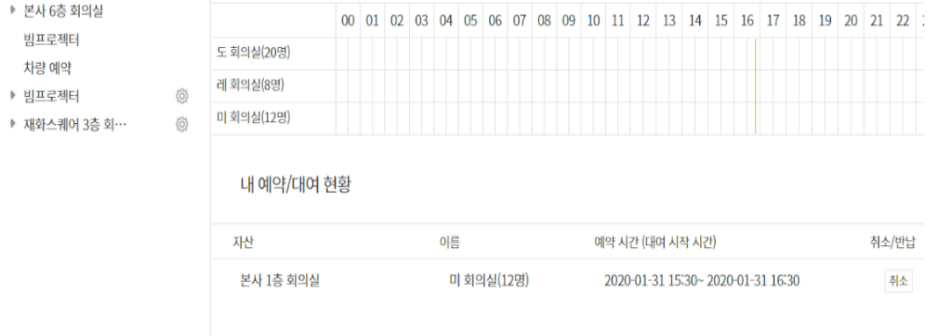 본사 6층 회의실
빔프로젝터
차량 예약
빔프로젝터
재화스퀘어 3층 회···
00 01 02 03 04 05 06 07 08 09 10 11 12 13 14 15 16 17 18 19 20 21 22
도 회의실(20명)
레 회의실(8명)
미 회의실(12명)
내 예약/대여 현황
자산 이름 예약 시간 (대여 시작 시간) 취소/반납
본사 1층 회의실 미 회의실(12명) 2020-01-31 15:30~ 2020-01-31 16:30 취소